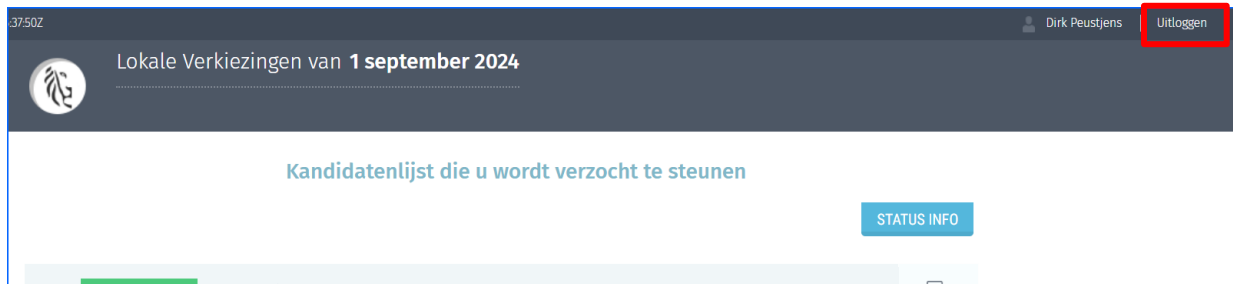 :37:50Z
Dirk Peustjens | Uitloggen
Lokale Verkiezingen van 1 september 2024
Kandidatenlijst die u wordt verzocht te steunen
STATUS INFO